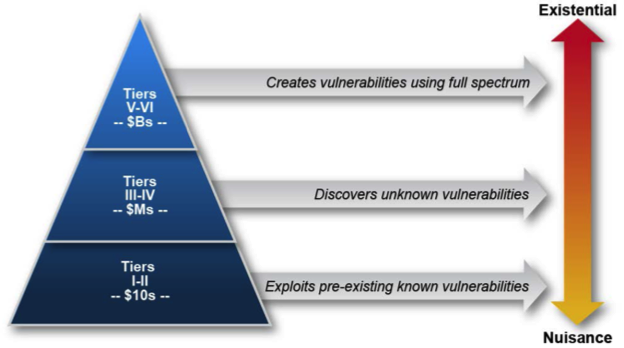 Existential
Tiers
V-VI
-- $Bs --
Creates vulnerabilities using full spectrum
Tiers
III-IV
-- $Ms --
Discovers unknown vulnerabilities
Tiers
I-II
-- $10s --
Exploits pre-existing known vulnerabilities
Nuisance